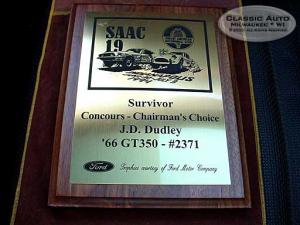 CLASSIC AUTO
MILWAUKEE * WI
SAAC
19
Survivor
Concours - Chairman's Choice
J.D. Dudley
'66 GT350 - #2371
Ford
Trophies courtesy of Ford Motor Company